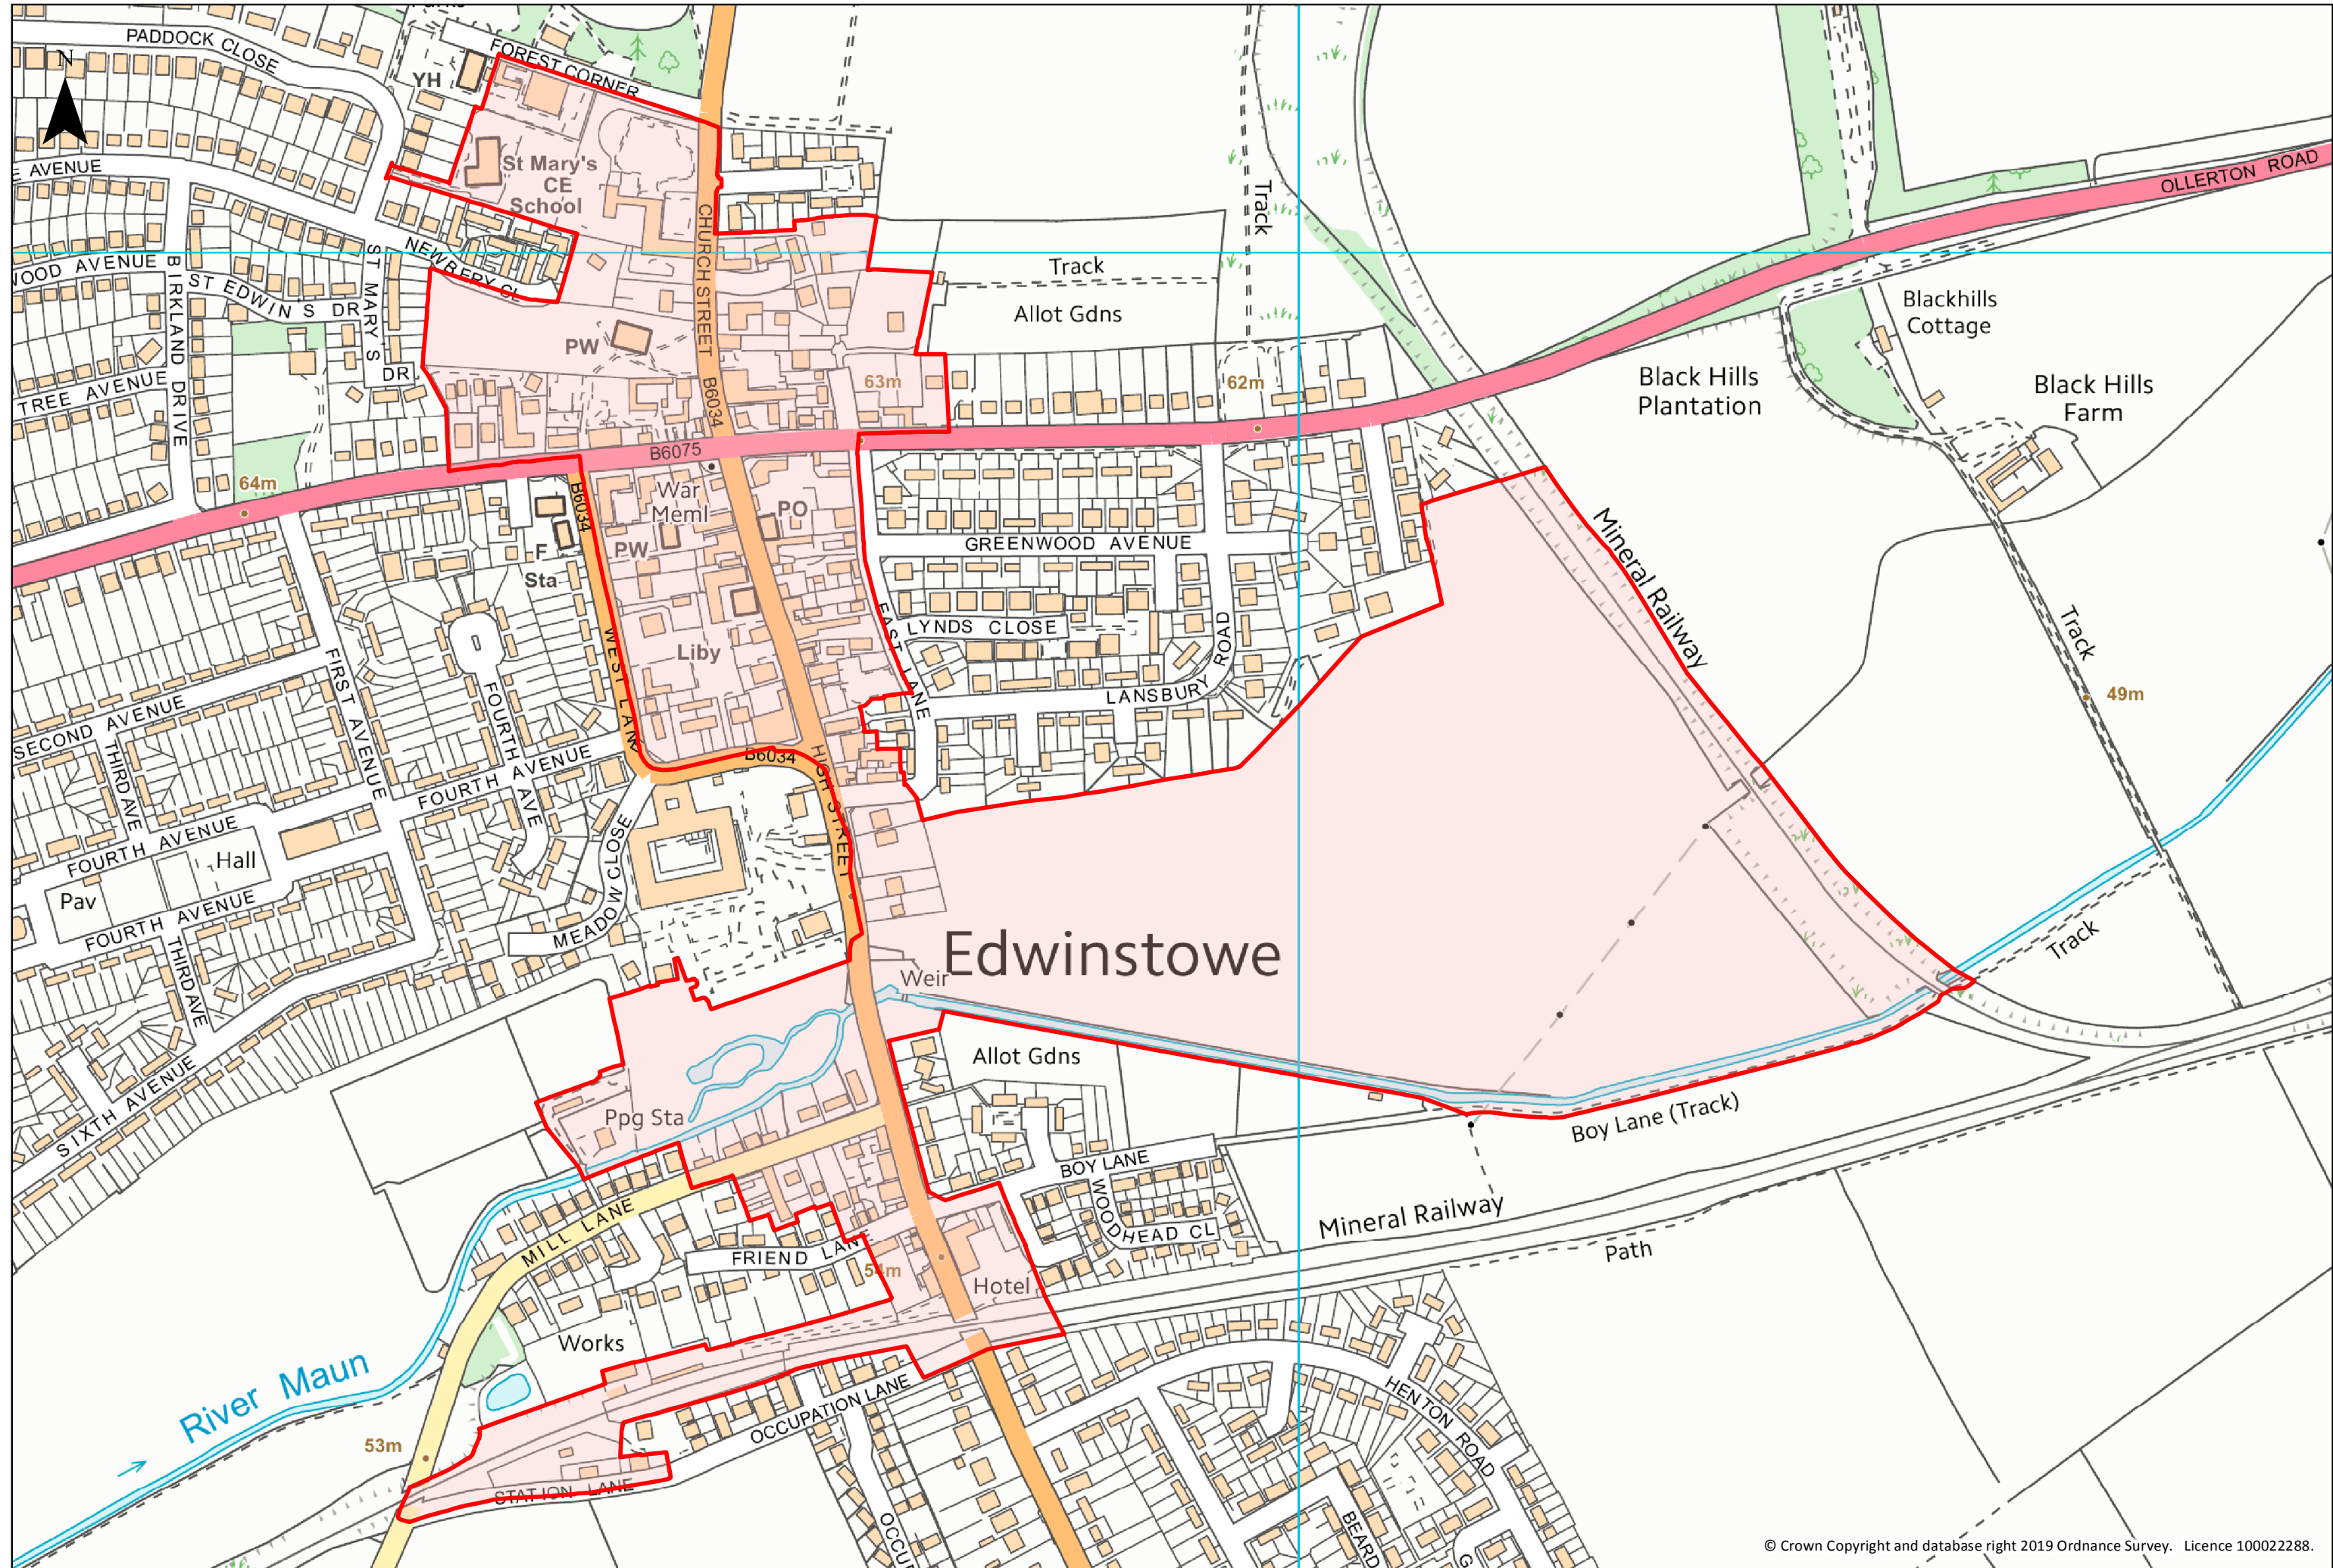 PADDOCK CLOSE
N
YH
FOREST CORNER
St Mary's
CE
School
AVENUE
CHURCH STREET
Track
OLLERTON ROAD
NEWBERY CL
BIRKLAND DRIVE
ST EDWIN'S DR
ST MARY'S
DR
Track
Allot Gdns
Blackhills
Cottage
PW
TREE AVENUE
63m
62m
Black Hills
Plantation
Black Hills
Farm
B6034
B6075
64m
War
Meml
PO
B6034
PW
F
Sta
GREENWOOD AVENUE
Mineral Railway
EAST LANE
LYNDS CLOSE
ROAD
LANSBURY
Track
49m
WEST LANE
Liby
FIRST AVENUE
FOURTH
AVE
SECOND AVENUE
THIRD AVE
FOURTH AVENUE
B6034
HIGH STREET
FOURTH AVENUE
Hall
Pav
FOURTH AVENUE
THIRD AVE
MEADOW CLOSE
Edwinstowe
Weir
Track
SIXTH AVENUE
Allot Gdns
Ppg Sta
Boy Lane (Track)
BOY LANE
WOODHEAD CL
Mineral Railway
Path
MILL LANE
FRIEND LANE
54m
Hotel
Works
River Maun
OCCUPATION LANE
HENTON ROAD
53m
STATION LANE
BEARD
© Crown Copyright and database right 2019 Ordnance Survey. Licence 100022288.